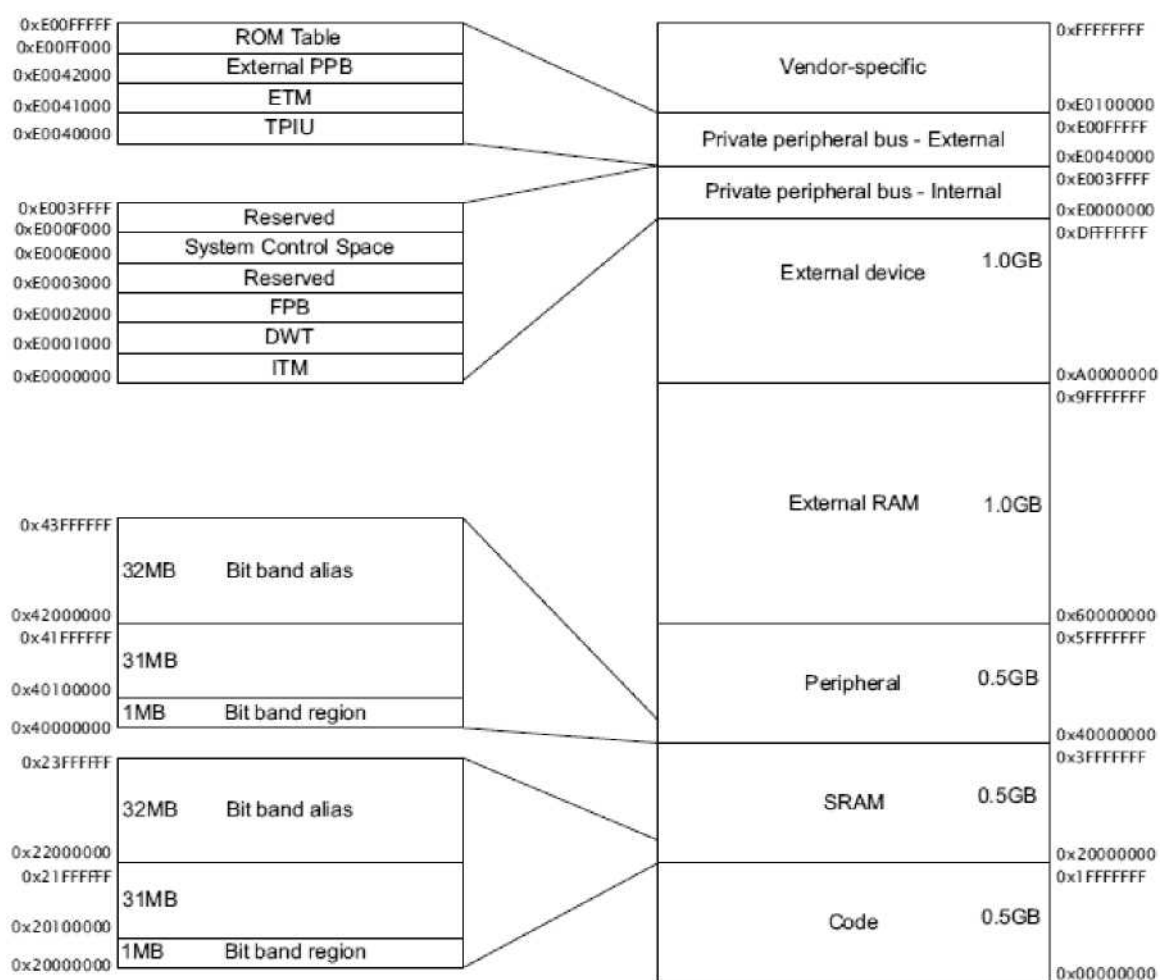 0xE00FFFFF
0xE00FF000
0xE0042000
0xE0041000
0xE0040000
ROM Table
External PPB
ETM
TPIU
0xE003FFFF
0xE000F000
0xE000E000
0xE0003000
0xE0002000
0xE0001000
0xE0000000
Reserved
System Control Space
Reserved
FPB
DWT
ITM
0x43FFFFFF
32MB Bit band alias
0x42000000
0x41FFFFFF
31MB
0x40100000
1MB Bit band region
0x40000000
0x23FFFFFF
32MB Bit band alias
0x22000000
0x21FFFFFF
31MB
0x20100000
1MB Bit band region
0x20000000
0xFFFFFFFF
Vendor-specific
0xE0100000
0xE00FFFFF
Private peripheral bus - External
0xE0040000
0xE003FFFF
Private peripheral bus - Internal
0xE0000000
0xDFFFFFFF
External device 1.0GB
0xA0000000
0x9FFFFFFF
External RAM 1.0GB
0x60000000
0x5FFFFFFF
Peripheral 0.5GB
0x40000000
0x3FFFFFFF
SRAM 0.5GB
0x20000000
0x1FFFFFFF
Code 0.5GB
0x00000000